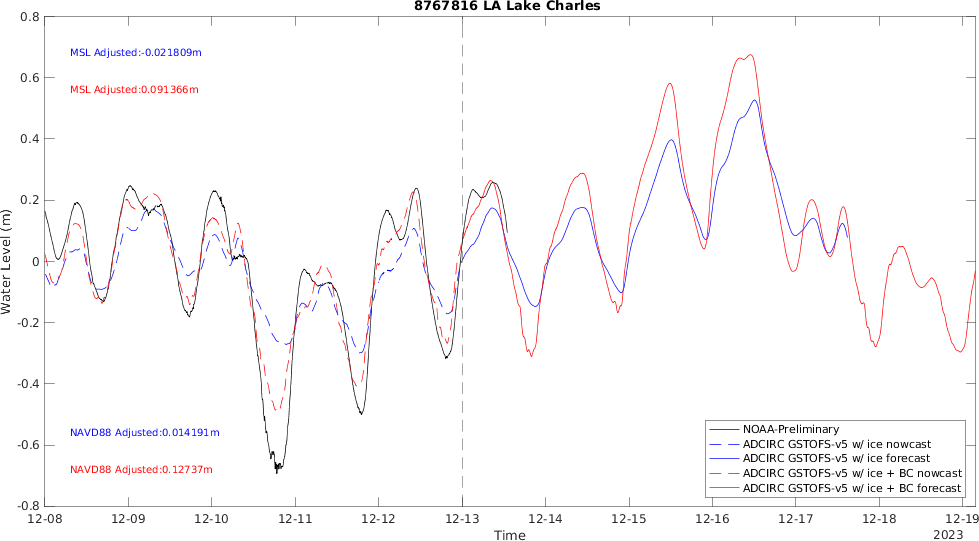 8767816 LA Lake Charles
0.8
0.6
0.4
0.2
0
-0.2
-0.4
-0.6
-0.8
Water Level (m)
MSL Adjusted:-0.021809m
MSL Adjusted:0.091366m
NAVD88 Adjusted:0.014191m
NAVD88 Adjusted:0.12737m
NOAA-Preliminary
ADCIRC GSTOFS-v5 w/ ice nowcast
ADCIRC GSTOFS-v5 w/ ice forecast
ADCIRC GSTOFS-v5 w/ ice + BC nowcast
ADCIRC GSTOFS-v5 w/ ice + BC forecast
12-08 12-09 12-10 12-11 12-12 12-13 12-14 12-15 12-16 12-17 12-18 12-19
Time
2023